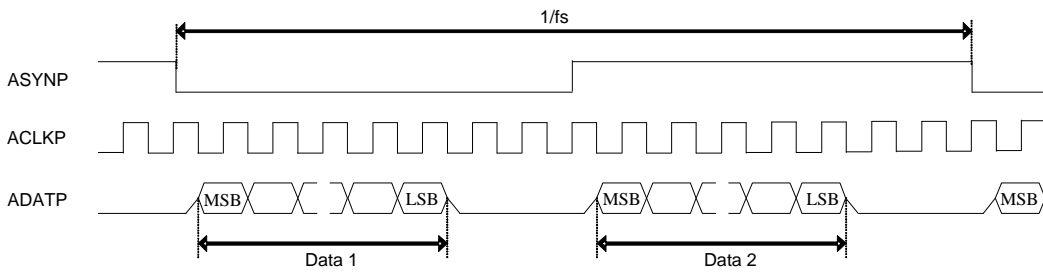 1/fs
ASYNP
ACLKP
ADATP MSB LSB MSB LSB MSB
Data 1 Data 2